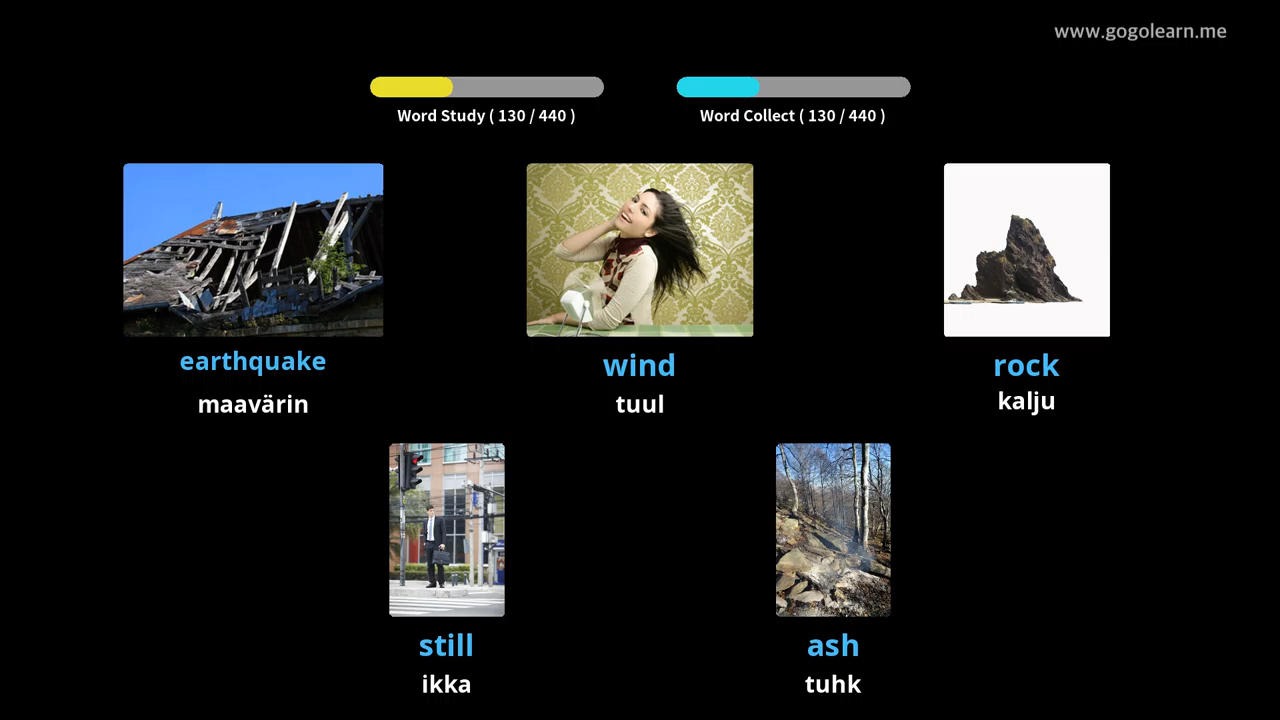 www.gogolearn.me
Word Study ( 130 / 440 )
Word Collect ( 130 / 440 )
earthquake
maavärin
wind
tuul
rock
kalju
still
ikka
ash
tuhk